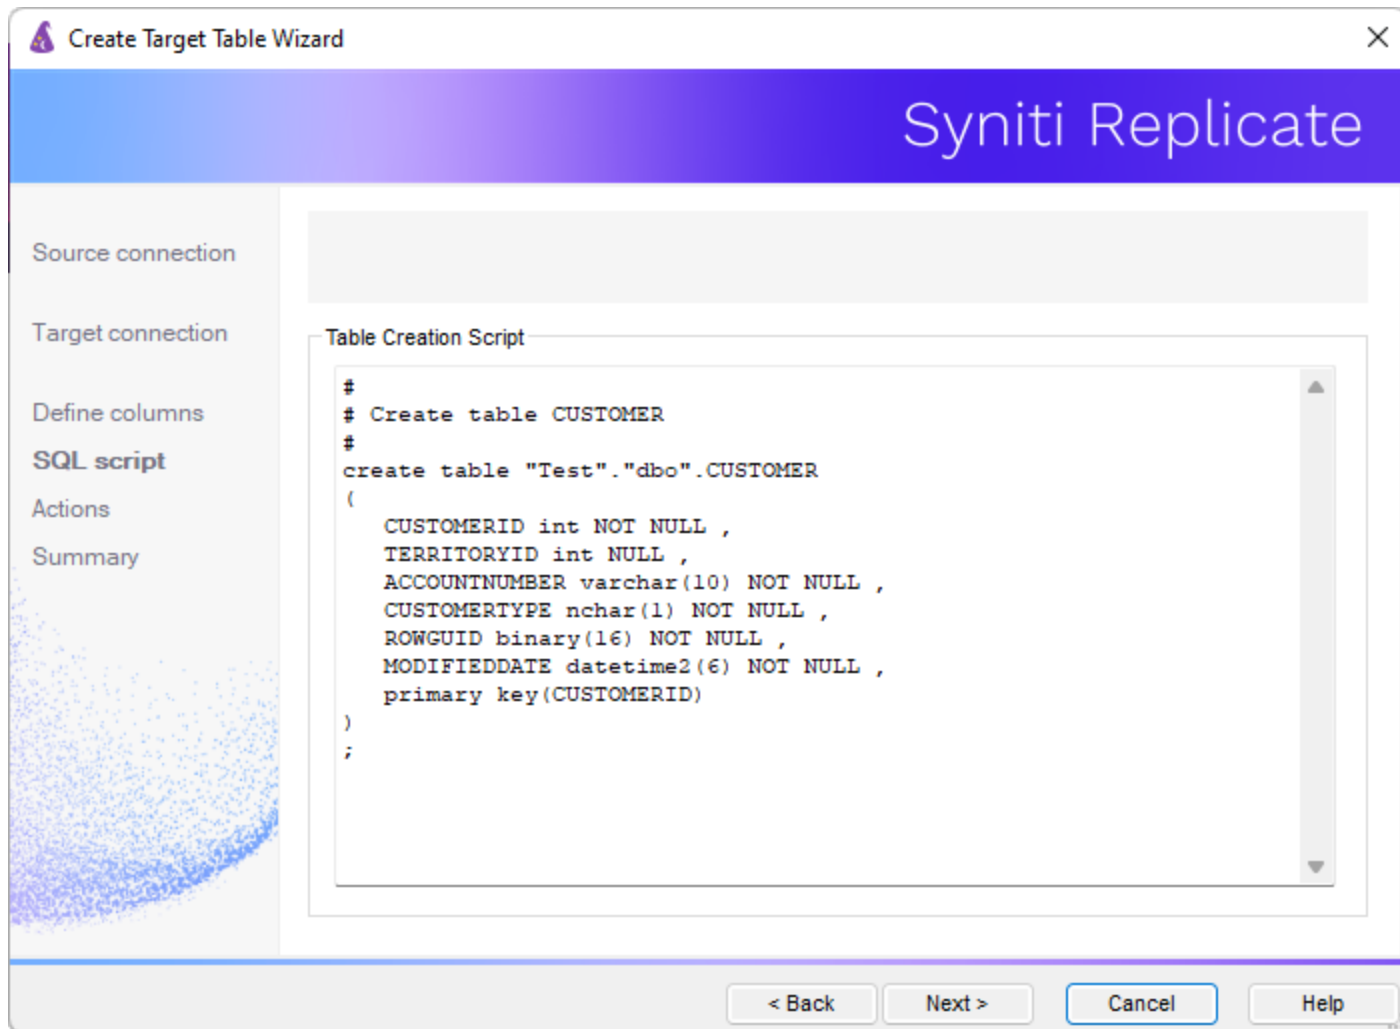 Create Target Table Wizard
Syniti Replicate
Source connection
Target connection
Define columns
SQL script
Actions
Summary
Table Creation Script
#
# Create table CUSTOMER
#
create table "Test"."dbo".CUSTOMER
(
CUSTOMERID int NOT NULL ,
TERRITORYID int NULL ,
ACCOUNTNUMBER varchar(10) NOT NULL ,
CUSTOMERTYPE nchar(1) NOT NULL ,
ROWGUID binary(16) NOT NULL ,
MODIFIEDDATE datetime2(6) NOT NULL ,
primary key(CUSTOMERID)
)
;
< Back
Next >
Cancel
Help